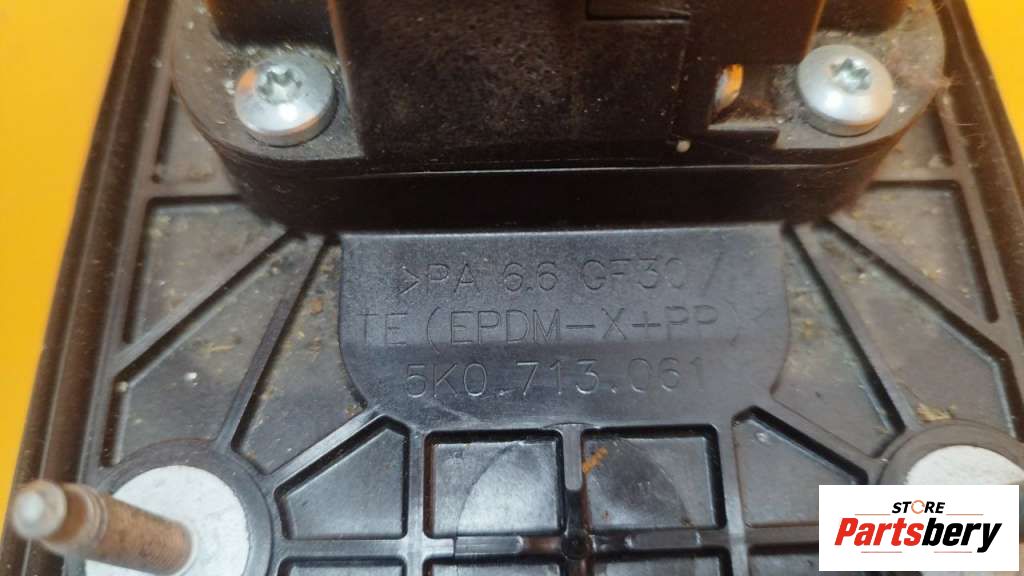 >PA 6.6 GF30/
TE (EPDM-X+PP)<
5K0.713.061
STORE
Partsbery